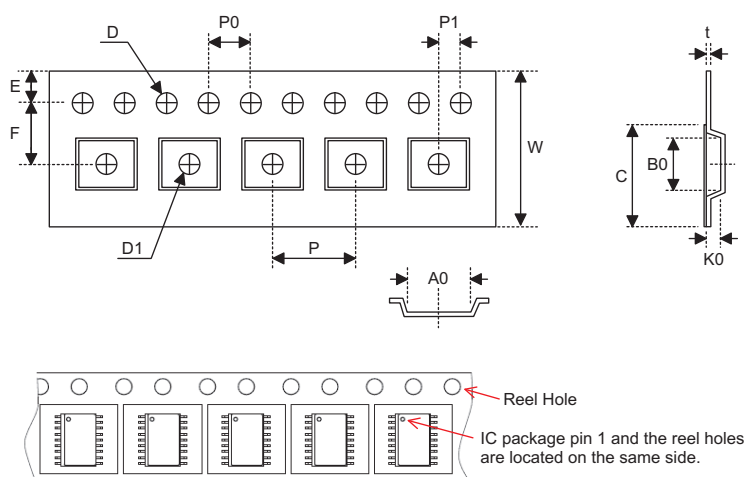 D
P0
P1
t
E
F
W
C
B0
D1
P
K0
A0
Reel Hole
IC package pin 1 and the reel holes
are located on the same side.